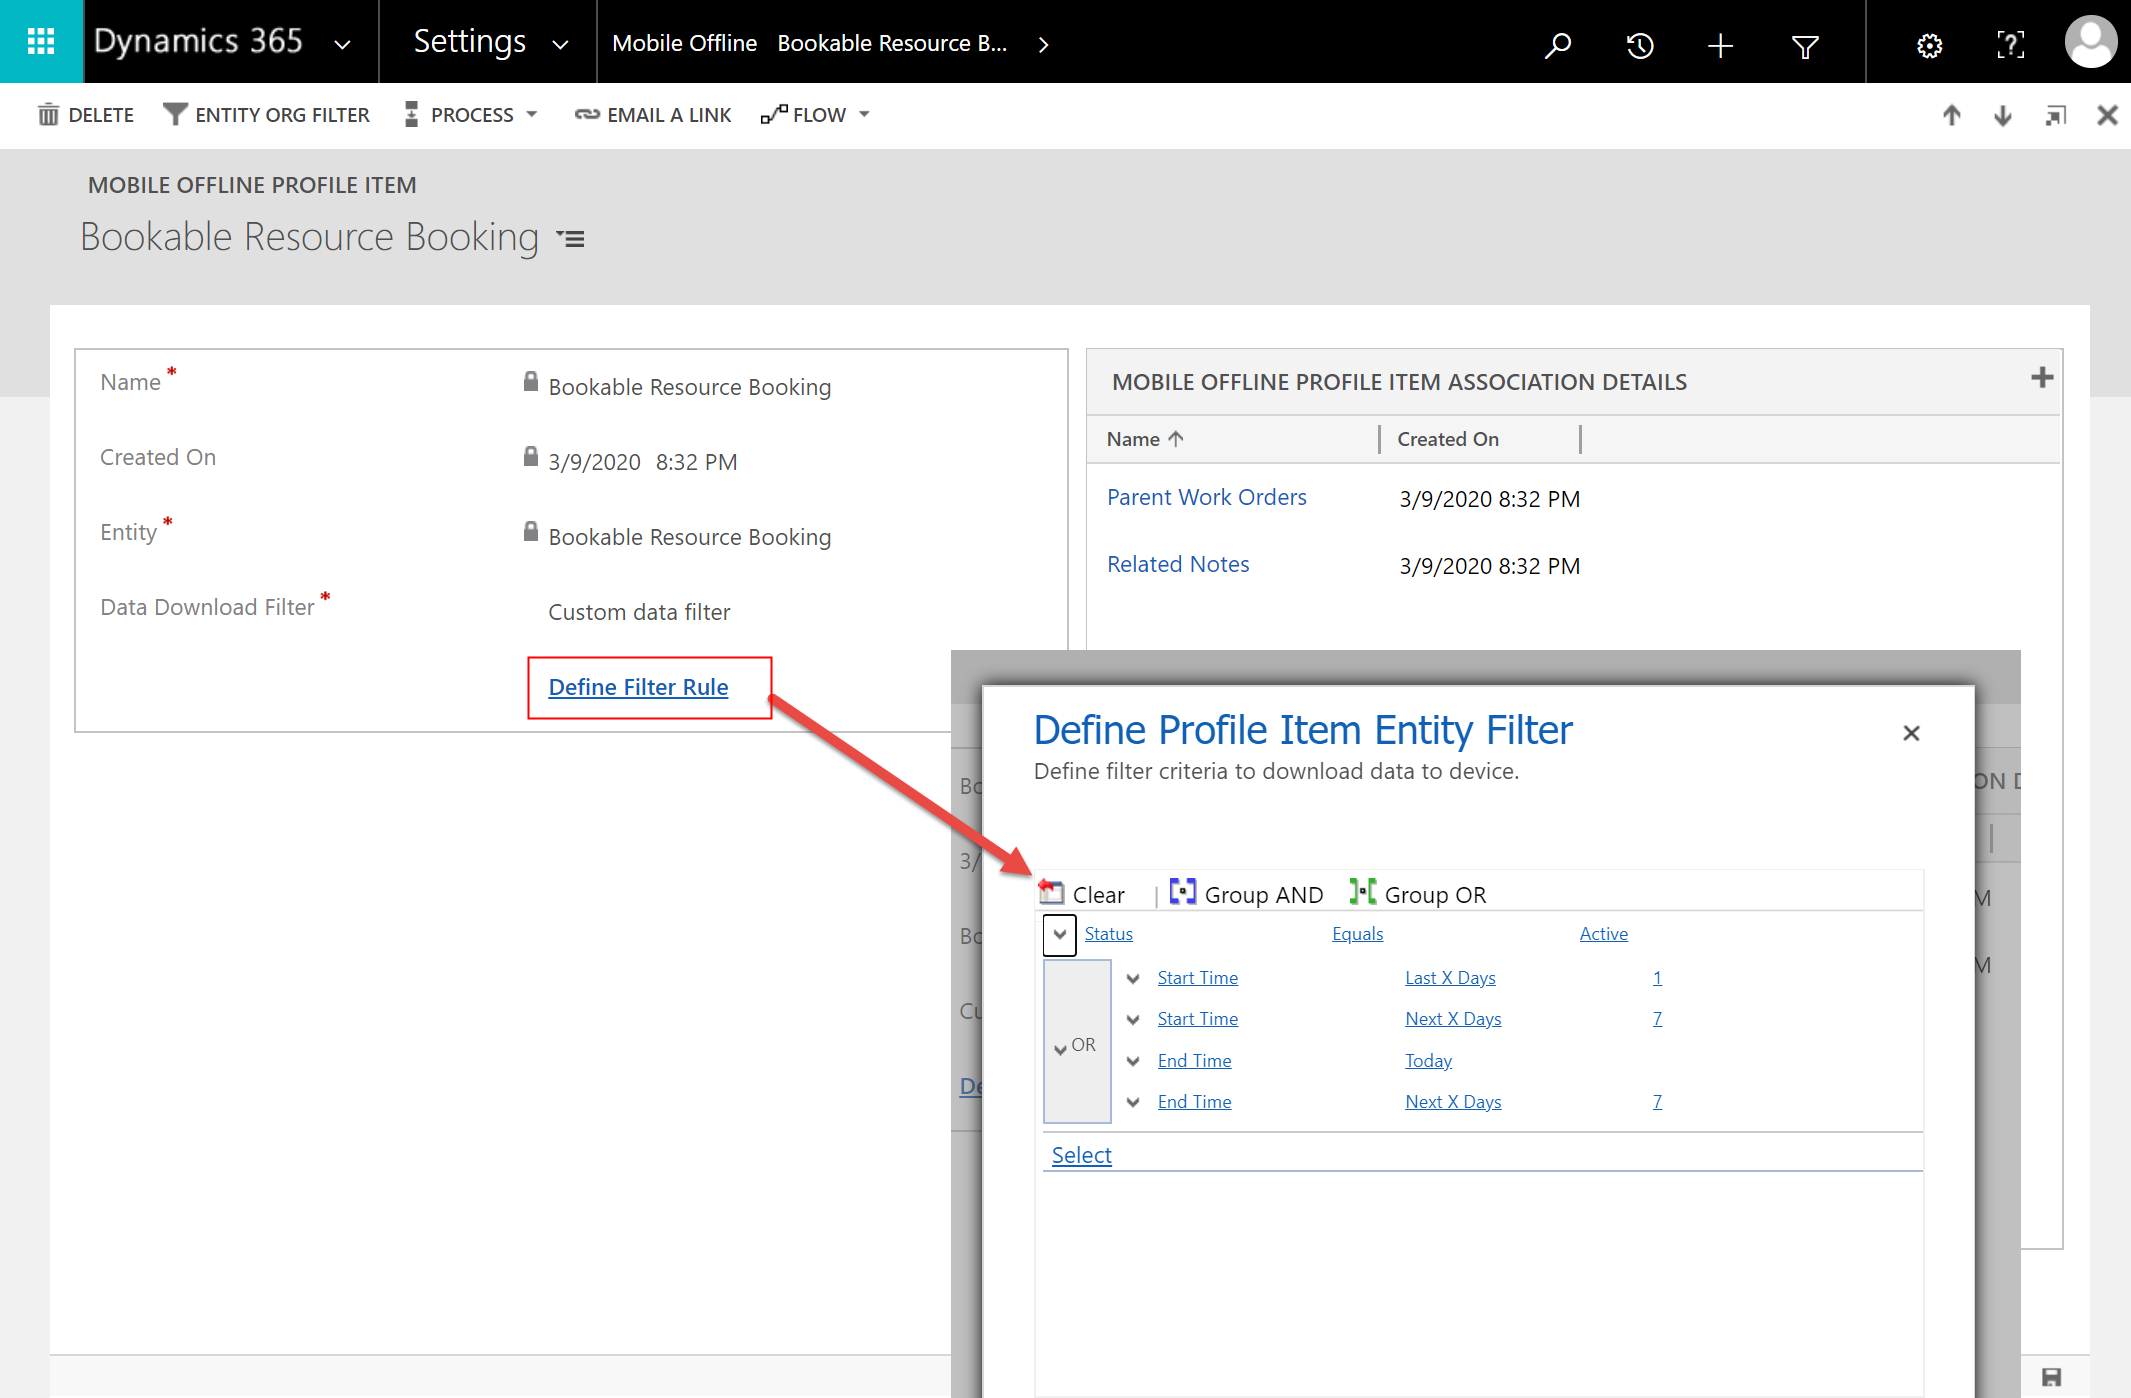 Dynamics 365 Settings Mobile Offline Bookable Resource B...
DELETE ENTITY ORG FILTER PROCESS EMAIL A LINK FLOW
MOBILE OFFLINE PROFILE ITEM
Bookable Resource Booking
Name * Bookable Resource Booking
Created On 3/9/2020 8:32 PM
Entity * Bookable Resource Booking
Data Download Filter * Custom data filter
Define Filter Rule
MOBILE OFFLINE PROFILE ITEM ASSOCIATION DETAILS
Name Created On
Parent Work Orders 3/9/2020 8:32 PM
Related Notes 3/9/2020 8:32 PM
Bo
3/
Bo
Cu
De
ON D
M
M
Define Profile Item Entity Filter
Define filter criteria to download data to device.
Clear | Group AND Group OR
Status Equals Active
OR
Start Time Last X Days 1
Start Time Next X Days 7
End Time Today
End Time Next X Days 7
Select